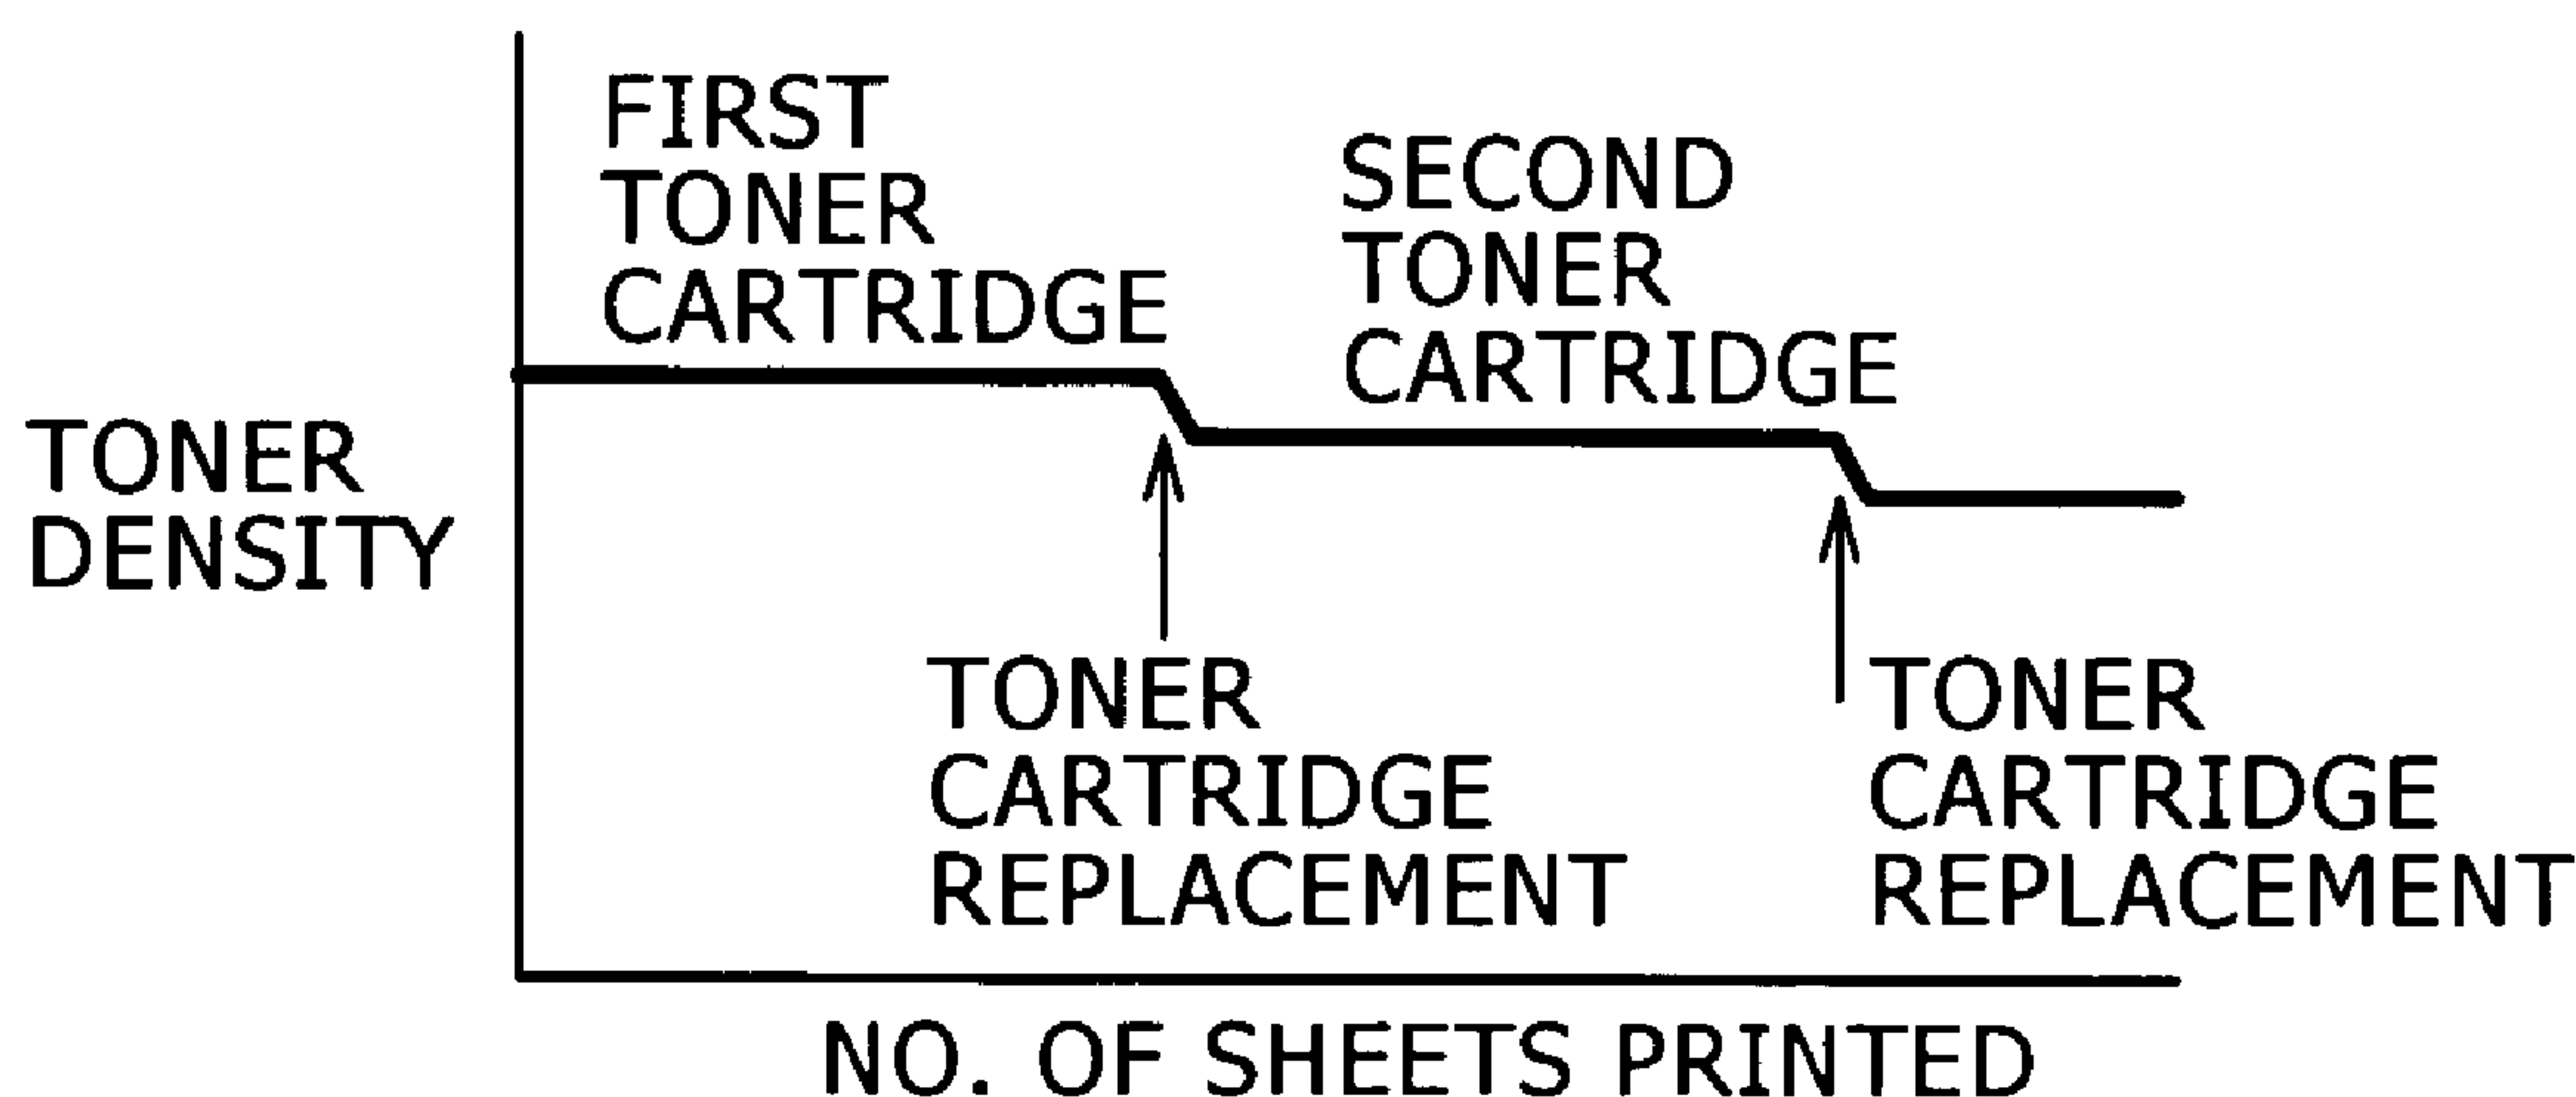 FIRST
TONER
CARTRIDGE
SECOND
TONER
CARTRIDGE
TONER
DENSITY
TONER
CARTRIDGE
REPLACEMENT
TONER
CARTRIDGE
REPLACEMENT
NO. OF SHEETS PRINTED